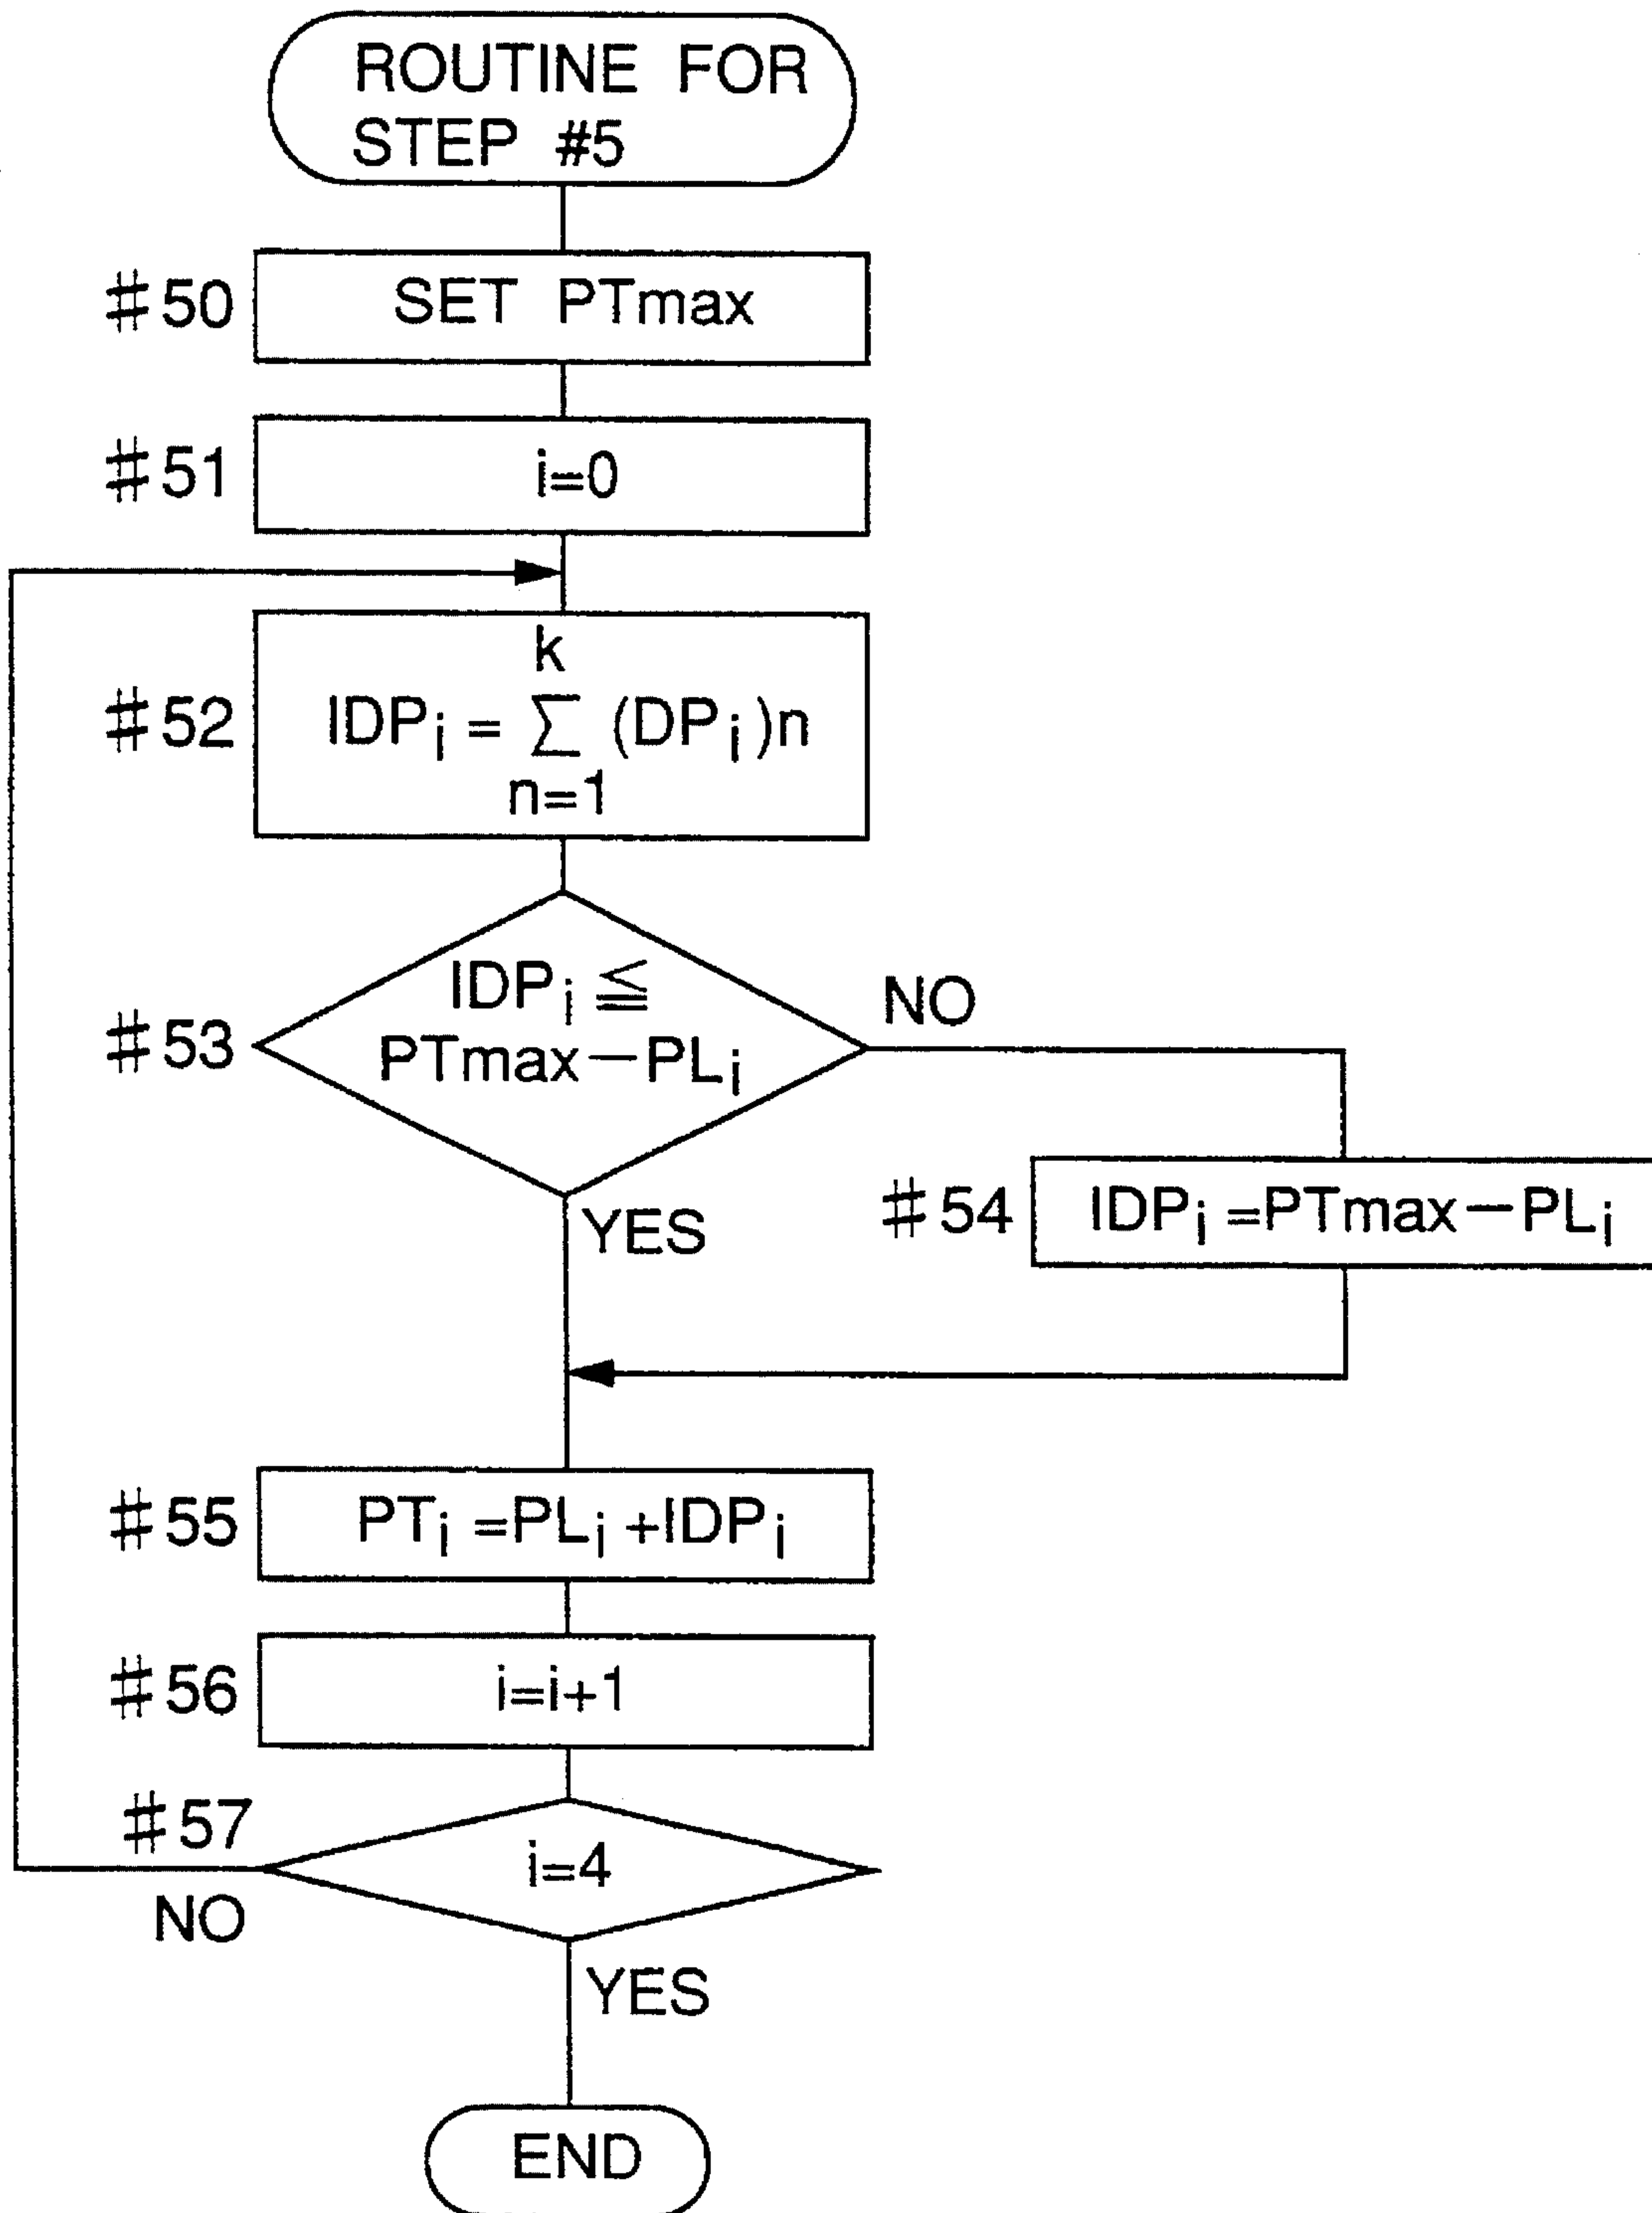 ROUTINE FOR
STEP #5
#50
SET PTmax
#51
i=0
#52
k
IDPi = Σ (DPi)n
n=1
#53
IDPi ≦
PTmax−PLi
NO
YES
#54
IDPi =PTmax−PLi
#55
PTi =PLi +IDPi
#56
i=i+1
#57
i=4
NO
YES
END